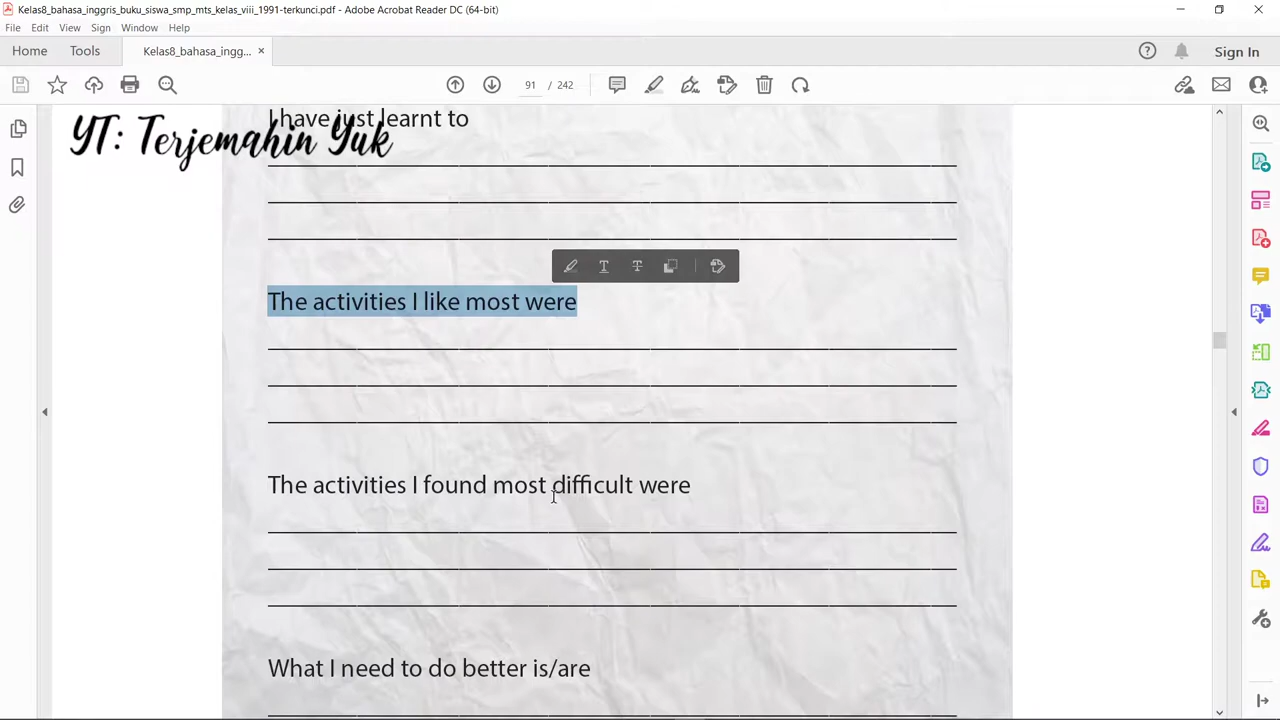 Kelas8_bahasa_inggris_buku_siswa_smp_mts_kelas_viii_1991-terkunci.pdf - Adobe Acrobat Reader DC (64-bit)
File Edit View Sign Window Help
Home Tools Kelas8_bahasa_ingg... ×
91 / 242
Sign In
I have just learnt to
YT: Terjemahin Yuk
The activities I like most were
The activities I found most difficult were
What I need to do better is/are